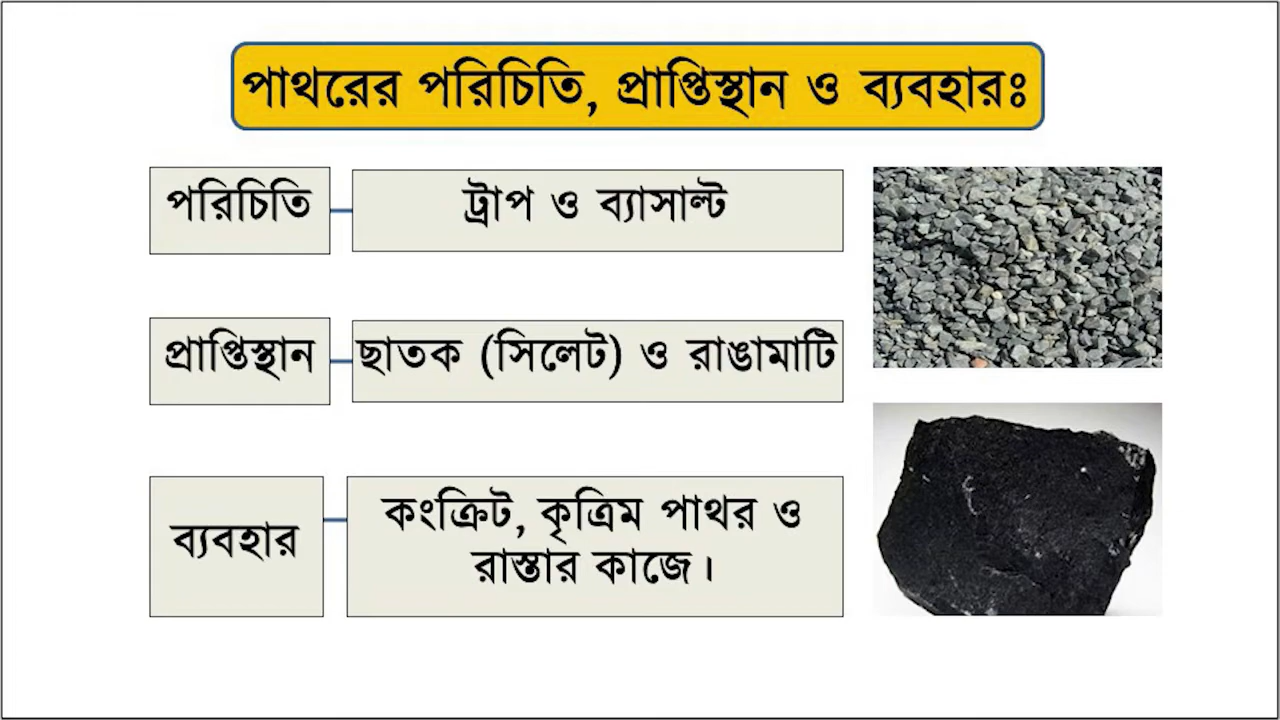 পাথরের পরিচিতি, প্রাপ্তিস্থান ও ব্যবহারঃ
পরিচিতি
ট্রাপ ও ব্যাসাল্ট
প্রাপ্তিস্থান
ছাতক (সিলেট) ও রাঙামাটি
ব্যবহার
কংক্রিট, কৃত্রিম পাথর ও
রাস্তার কাজে।